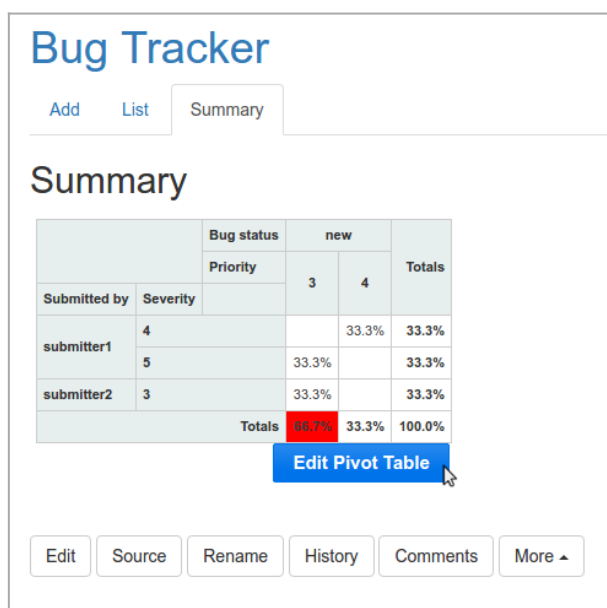 Bug Tracker
Add List Summary
Summary
Bug status new Totals
Priority 3 4
Submitted by Severity
submitter1 4 33.3% 33.3%
5 33.3% 33.3%
submitter2 3 33.3% 33.3%
Totals 66.7% 33.3% 100.0%
Edit Pivot Table
Edit Source Rename History Comments More